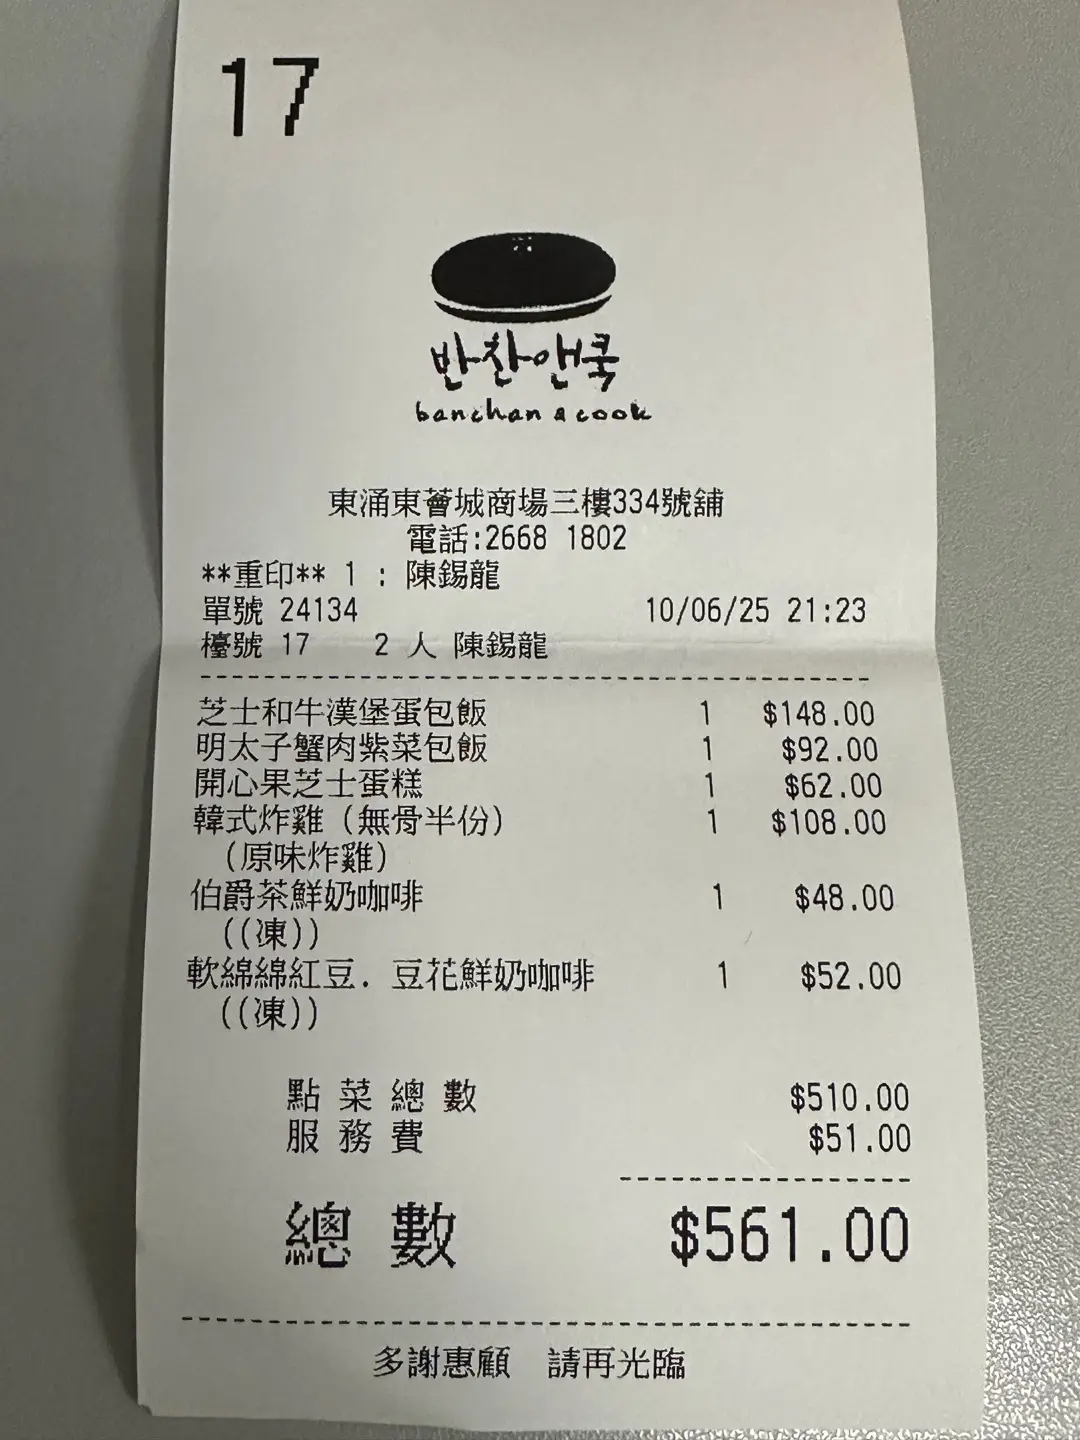 17
반찬앤쿡
banchan & cook
東涌東薈城商場三樓334號舖
電話:2668 1802
**重印** 1 : 陳錫龍
單號 24134 10/06/25 21:23
檯號 17 2 人 陳錫龍
芝士和牛漢堡蛋包飯 1 $148.00
明太子蟹肉紫菜包飯 1 $92.00
開心果芝士蛋糕 1 $62.00
韓式炸雞(無骨半份) 1 $108.00
(原味炸雞)
伯爵茶鮮奶咖啡 1 $48.00
((凍))
軟綿綿紅豆. 豆花鮮奶咖啡 1 $52.00
((凍))
點 菜 總 數 $510.00
服 務 費 $51.00
總 數 $561.00
多謝惠顧 請再光臨